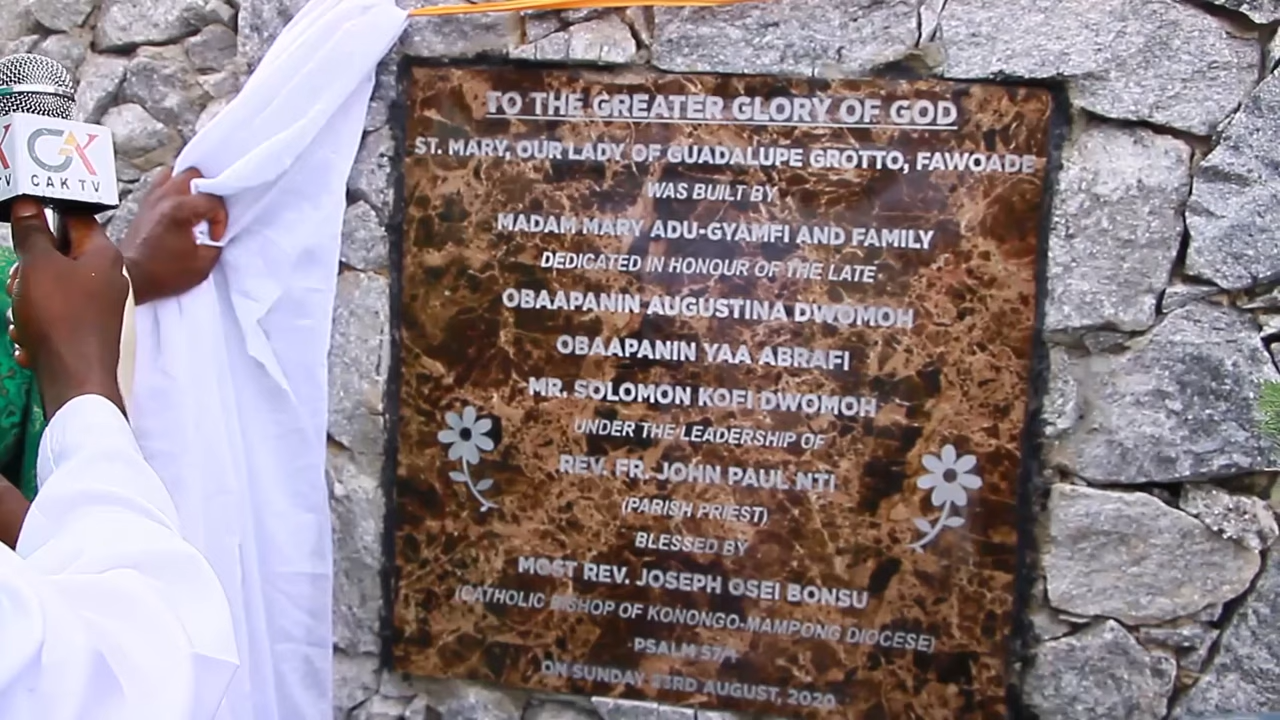 CAK TV
TO THE GREATER GLORY OF GOD
ST. MARY, OUR LADY OF GUADALUPE GROTTO, FAWOADE
WAS BUILT BY
MADAM MARY ADU-GYAMFI AND FAMILY
DEDICATED IN HONOUR OF THE LATE
OBAAPANIN AUGUSTINA DWOMOH
OBAAPANIN YAA ABRAFI
MR. SOLOMON KOFI DWOMOH
UNDER THE LEADERSHIP OF
REV. FR. JOHN PAUL NTI
(PARISH PRIEST)
BLESSED BY
MOST REV. JOSEPH OSEI BONSU
(CATHOLIC BISHOP OF KONONGO-MAMPONG DIOCESE)
PSALM
ON SUNDAY 23RD AUGUST, 2020